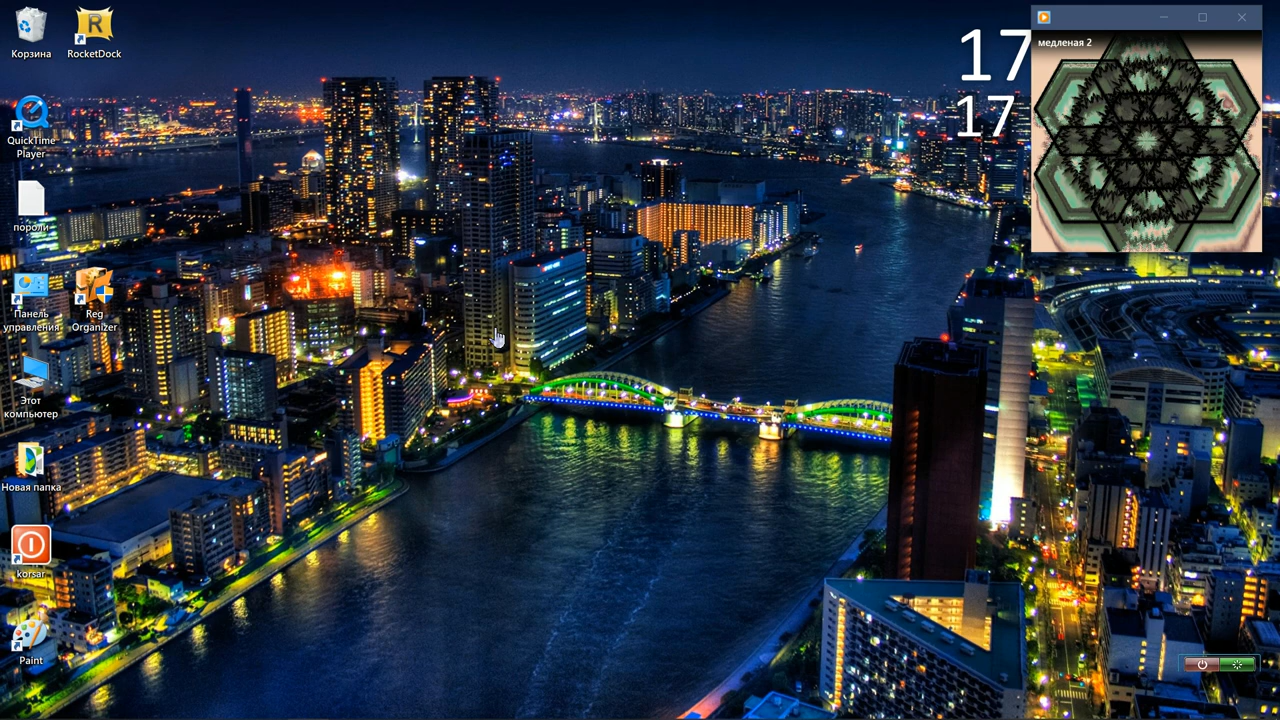 Корзина
RocketDock
QuickTime
Player
пороли
Панель
управления
Reg
Organizer
Этот
компьютер
Новая папка
korsar
Paint
17
17
медленая 2